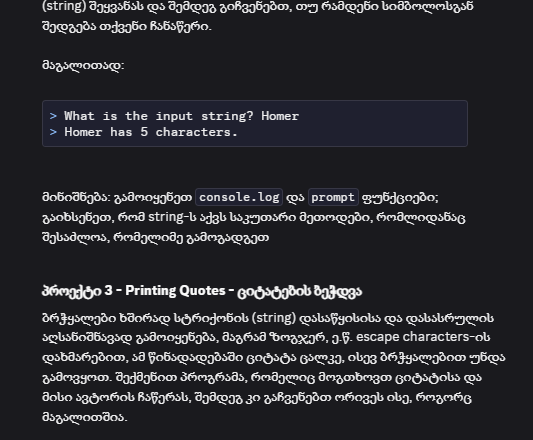 (string) შეყვანას და შემდეგ გიჩვენებთ, თუ რამდენი სიმბოლოსგან
შედგება თქვენი ჩანაწერი.
მაგალითად:
> What is the input string? Homer
> Homer has 5 characters.
მინიშნება: გამოიყენეთ console.log და prompt ფუნქციები;
გაიხსენეთ, რომ string-ს აქვს საკუთარი მეთოდები, რომლიდანაც
შესაძლოა, რომელიმე გამოგადგეთ
პროექტი 3 - Printing Quotes - ციტატების ბეჭდვა
ბრჭყალები ხშირად სტრიქონის (string) დასაწყისისა და დასასრულის
აღსანიშნავად გამოიყენება, მაგრამ ზოგჯერ, ე.წ. escape characters-ის
დახმარებით, ამ წინადადებაში ციტატა ცალკე, ისევ ბრჭყალებით უნდა
გამოვყოთ. შექმენით პროგრამა, რომელიც მოგთხოვთ ციტატისა და
მისი ავტორის ჩაწერას, შემდეგ კი გაჩვენებთ ორივეს ისე, როგორც
მაგალითშია.